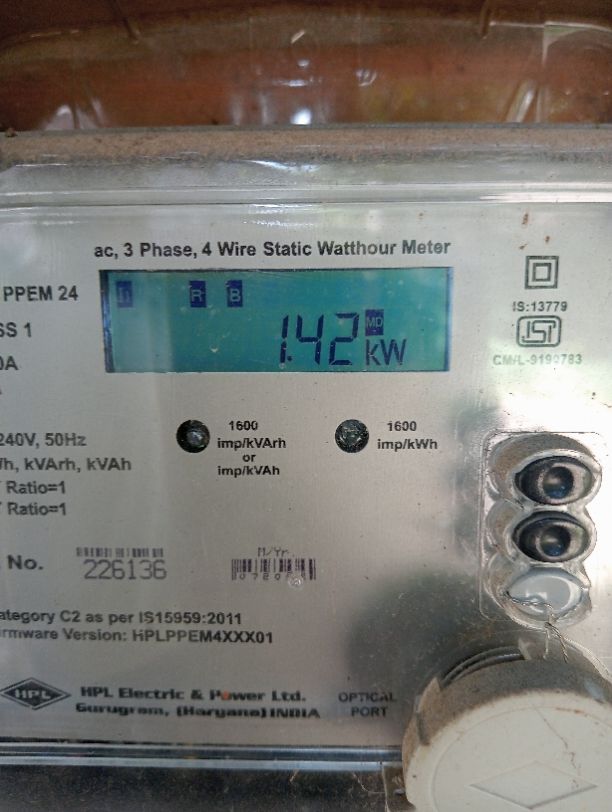 ac, 3 Phase, 4 Wire Static Watthour Meter
PPEM 24
SS 1
0A
R B
MD
1.42 kW
IS:13779
CM/L-9199783
1600
imp/kVArh
or
imp/kVAh
1600
imp/kWh
240V, 50Hz
Wh, kVArh, kVAh
Ratio=1
Ratio=1
No.
226136
M/Yr.
ategory C2 as per IS15959:2011
rmware Version: HPLPPEM4XXX01
HPL
HPL Electric & Power Ltd.
Gurugram, (Haryana) INDIA
OPTICAL
PORT